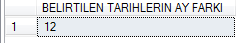 BELIRTILEN TARIHLERIN AY FARKI
1 12